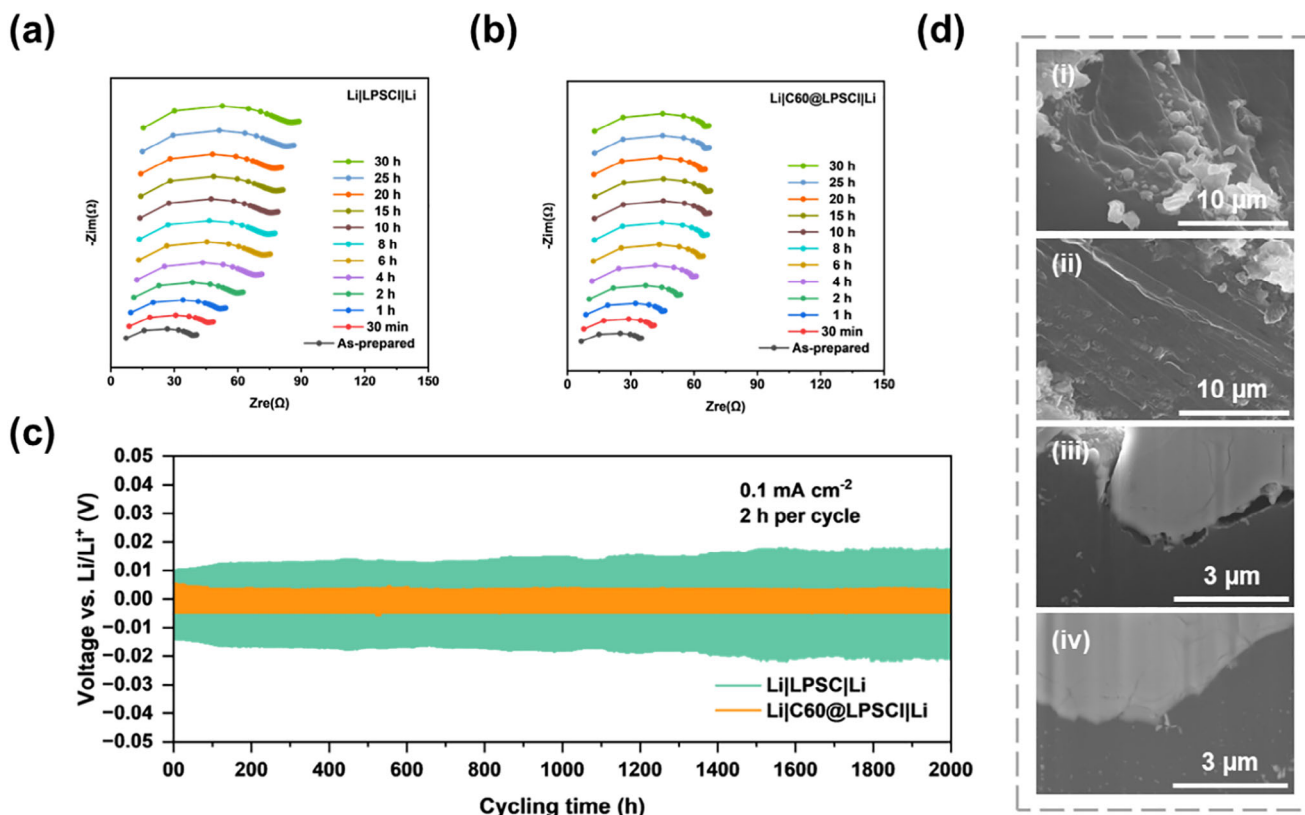 (a)
Li|LPSCl|Li
30 h
25 h
20 h
15 h
10 h
8 h
6 h
4 h
2 h
1 h
30 min
As-prepared
-Zim(Ω)
0 30 60 90 120 150
Zre(Ω)
(b)
Li|C60@LPSCl|Li
30 h
25 h
20 h
15 h
10 h
8 h
6 h
4 h
2 h
1 h
30 min
As-prepared
-Zim(Ω)
0 30 60 90 120 150
Zre(Ω)
(c)
Voltage vs. Li/Li⁺ (V)
0.05
0.04
0.03
0.02
0.01
0.00
−0.01
−0.02
−0.03
−0.04
−0.05
0.1 mA cm⁻²
2 h per cycle
Li|LPSC|Li
Li|C60@LPSCl|Li
00 200 400 600 800 1000 1200 1400 1600 1800 2000
Cycling time (h)
(d)
(i)
10 μm
(ii)
10 μm
(iii)
3 μm
(iv)
3 μm